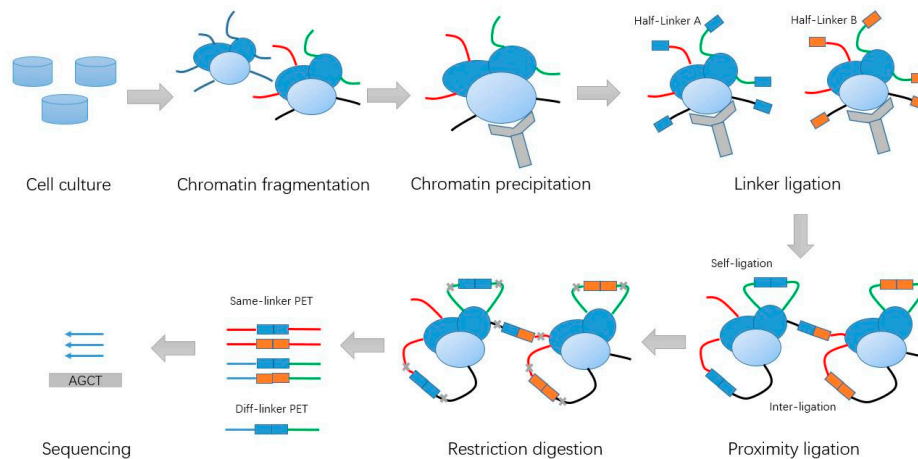 Half-Linker A
Half-Linker B
Cell culture
Chromatin fragmentation
Chromatin precipitation
Linker ligation
Self-ligation
Same-linker PET
AGCT
Diff-linker PET
Inter-ligation
Sequencing
Restriction digestion
Proximity ligation